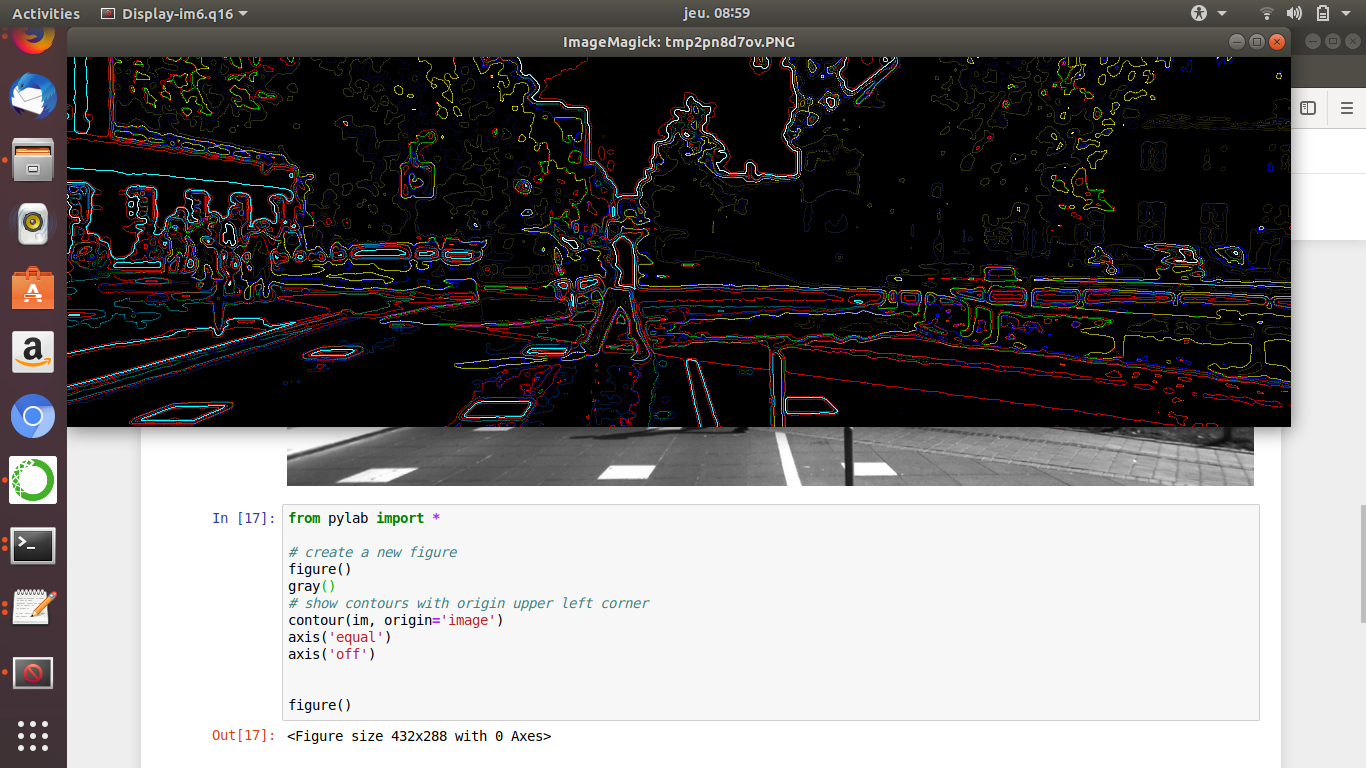 Activities Display-im6.q16 jeu. 08:59
ImageMagick: tmp2pn8d7ov.PNG
In [17]: from pylab import *
# create a new figure
figure()
gray()
# show contours with origin upper left corner
contour(im, origin='image')
axis('equal')
axis('off')
figure()
Out[17]: <Figure size 432x288 with 0 Axes>